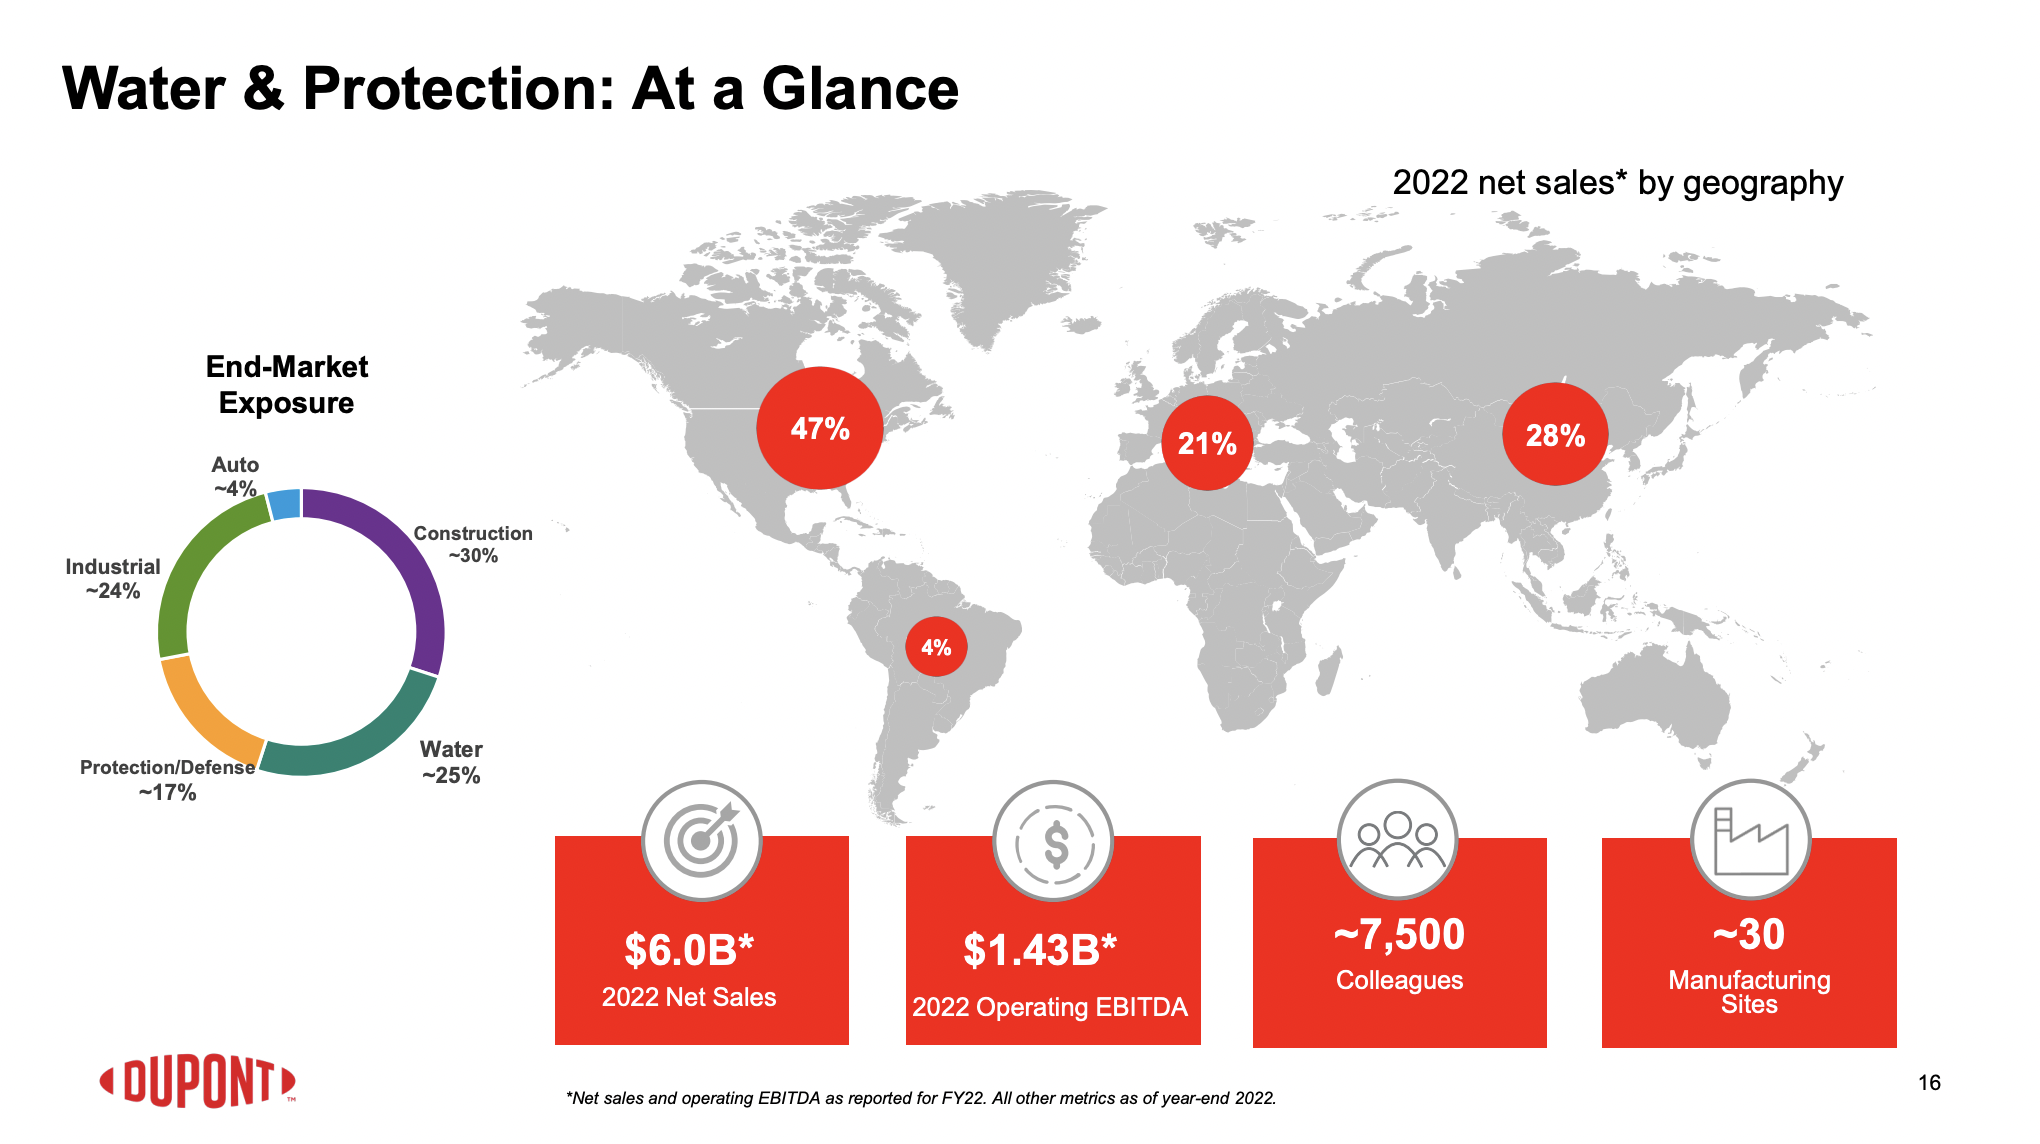 Water & Protection: At a Glance
2022 net sales* by geography
End-Market
Exposure
Auto
~4%
Construction
~30%
Industrial
~24%
Water
~25%
Protection/Defense
~17%
47%
21%
28%
4%
$6.0B*
2022 Net Sales
$1.43B*
2022 Operating EBITDA
~7,500
Colleagues
~30
Manufacturing
Sites
DUPONT™
*Net sales and operating EBITDA as reported for FY22. All other metrics as of year-end 2022.
16